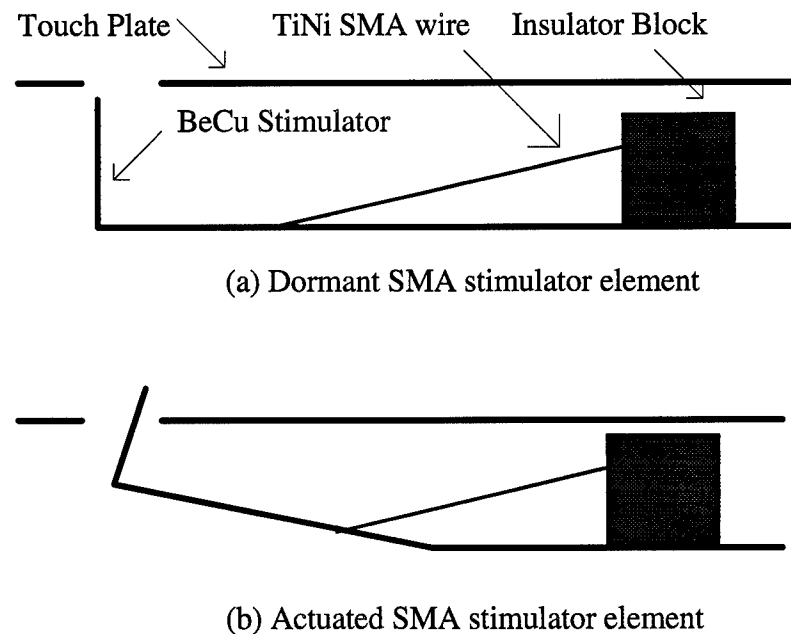 Touch Plate
TiNi SMA wire
Insulator Block
BeCu Stimulator
(a) Dormant SMA stimulator element
(b) Actuated SMA stimulator element